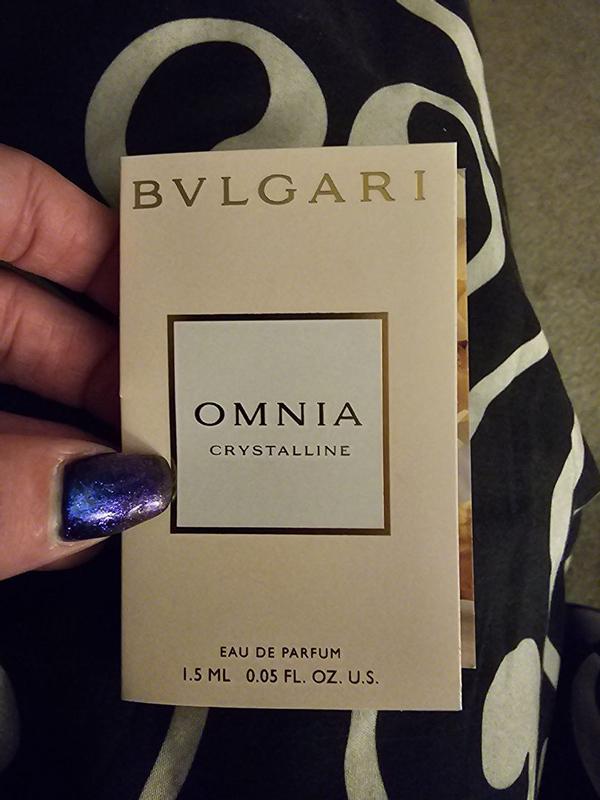 BVLGARI
OMNIA
CRYSTALLINE
EAU DE PARFUM
1.5 ML 0.05 FL. OZ. U.S.